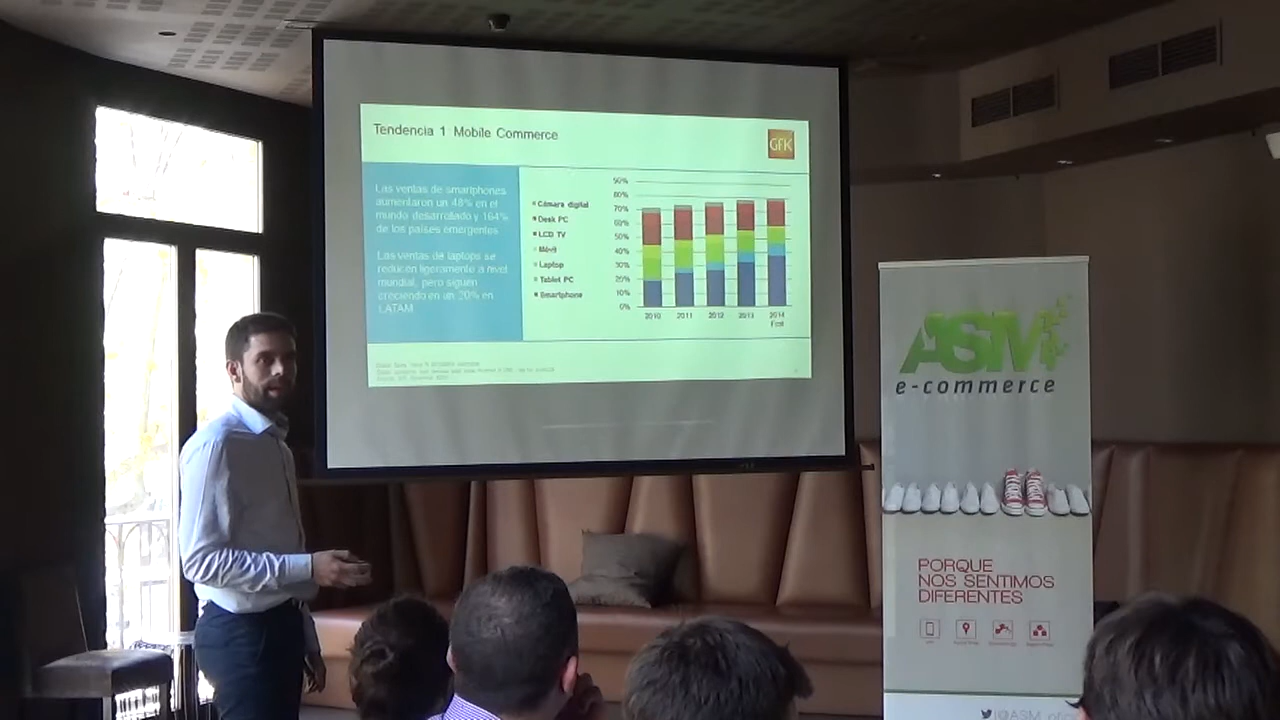 Tendencia 1 Mobile Commerce
GfK
Las ventas de smartphones
aumentaron un 48% en el
mundo desarrollado y 164%
de los países emergentes
Las ventas de laptops se
reducen ligeramente a nivel
mundial, pero siguen
creciendo en un 20% en
LATAM
Cámara digital
Desk PC
LCD TV
Móvil
Laptop
Tablet PC
Smartphone
90%
80%
70%
60%
50%
40%
30%
20%
10%
0%
2010
2011
2012
2013
2014
Fcst
ASM
e-commerce
PORQUE
NOS SENTIMOS
DIFERENTES